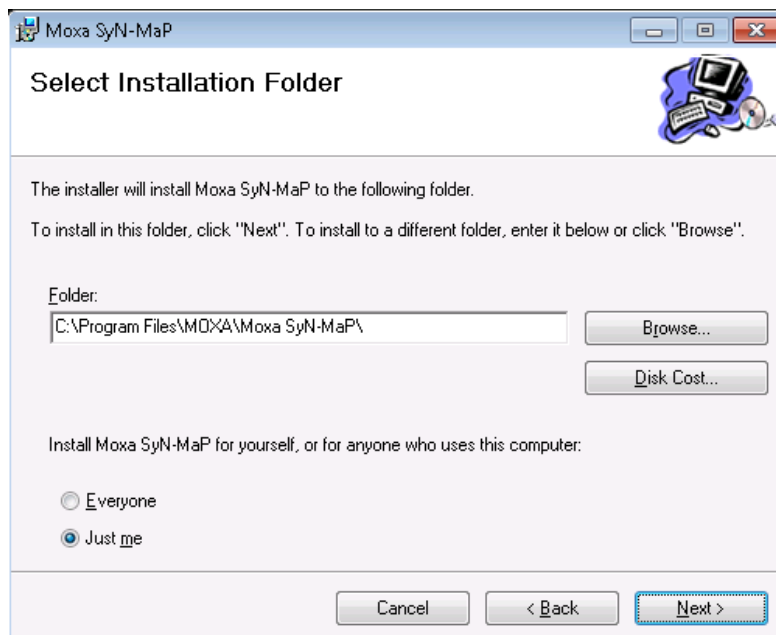 Moxa SyN-MaP
Select Installation Folder
The installer will install Moxa SyN-MaP to the following folder.
To install in this folder, click "Next". To install to a different folder, enter it below or click "Browse".
Folder:
C:\Program Files\MOXA\Moxa SyN-MaP\
Browse...
Disk Cost...
Install Moxa SyN-MaP for yourself, or for anyone who uses this computer:
Everyone
Just me
Cancel
< Back
Next >